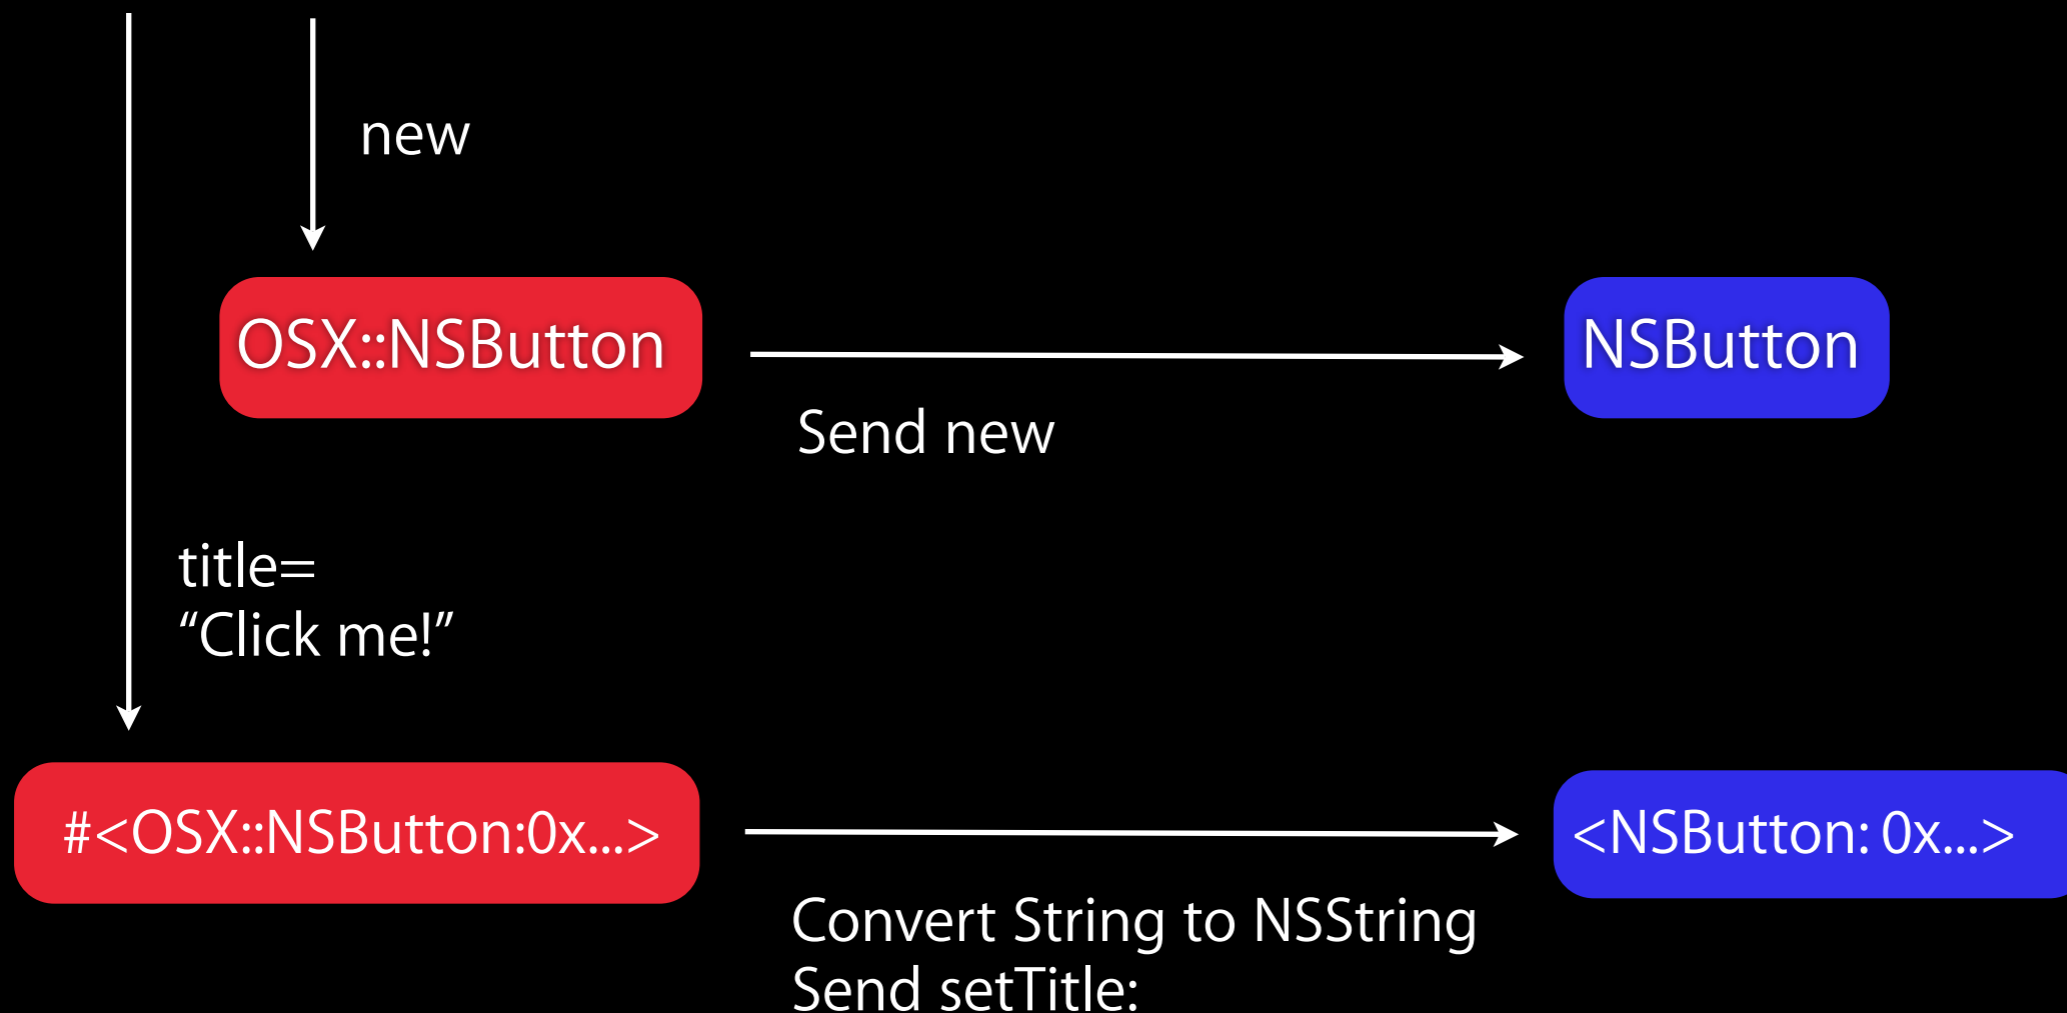 new
OSX::NSButton
NSButton
Send new
title=
“Click me!”
#<OSX::NSButton:0x...>
<NSButton: 0x...>
Convert String to NSString
Send setTitle: